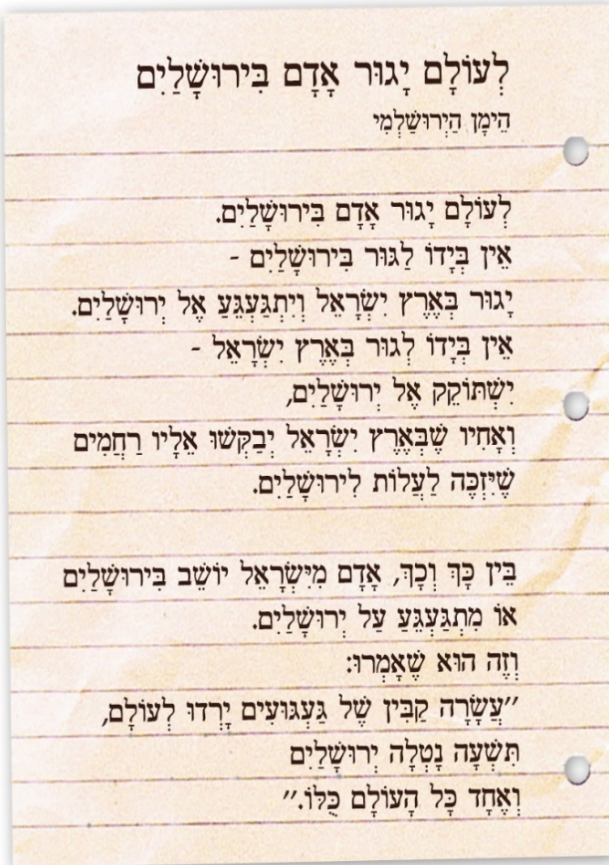 לְעוֹלָם יָגוּר אָדָם בִּירוּשָׁלַיִם
הֵימָן הַיְרוּשַׁלְמִי
לְעוֹלָם יָגוּר אָדָם בִּירוּשָׁלַיִם.
אֵין בְּיָדוֹ לַגּוּר בִּירוּשָׁלַיִם -
יָגוּר בְּאֶרֶץ יִשְׂרָאֵל וְיִתְגַּעְגֵּעַ אֶל יְרוּשָׁלַיִם.
אֵין בְּיָדוֹ לְגוּר בְּאֶרֶץ יִשְׂרָאֵל -
יִשְׁתּוֹקֵק אֶל יְרוּשָׁלַיִם,
וְאֶחָיו שֶׁבְּאֶרֶץ יִשְׂרָאֵל יְבַקְּשׁוּ אֵלָיו רַחֲמִים
שֶׁיִּזְכֶּה לַעֲלוֹת לִירוּשָׁלַיִם.
בֵּין כָּךְ וְכָךְ, אָדָם מִיִּשְׂרָאֵל יוֹשֵׁב בִּירוּשָׁלַיִם
אוֹ מִתְגַּעְגֵּעַ עַל יְרוּשָׁלַיִם.
וְזֶה הוּא שֶׁאָמְרוּ:
"עֲשָׂרָה קַבִּין שֶׁל גַּעְגּוּעִים יָרְדוּ לְעוֹלָם,
תִּשְׁעָה נָטְלָה יְרוּשָׁלַיִם
וְאֶחָד כָּל הָעוֹלָם כֻּלּוֹ."